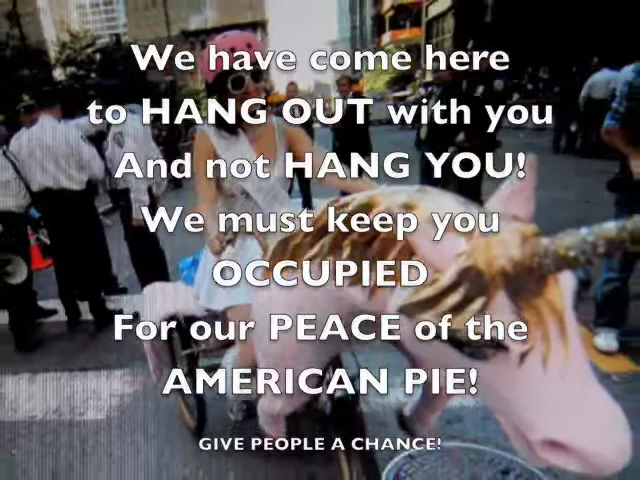 We have come here
to HANG OUT with you
And not HANG YOU!
We must keep you
OCCUPIED
For our PEACE of the
AMERICAN PIE!
GIVE PEOPLE A CHANCE!